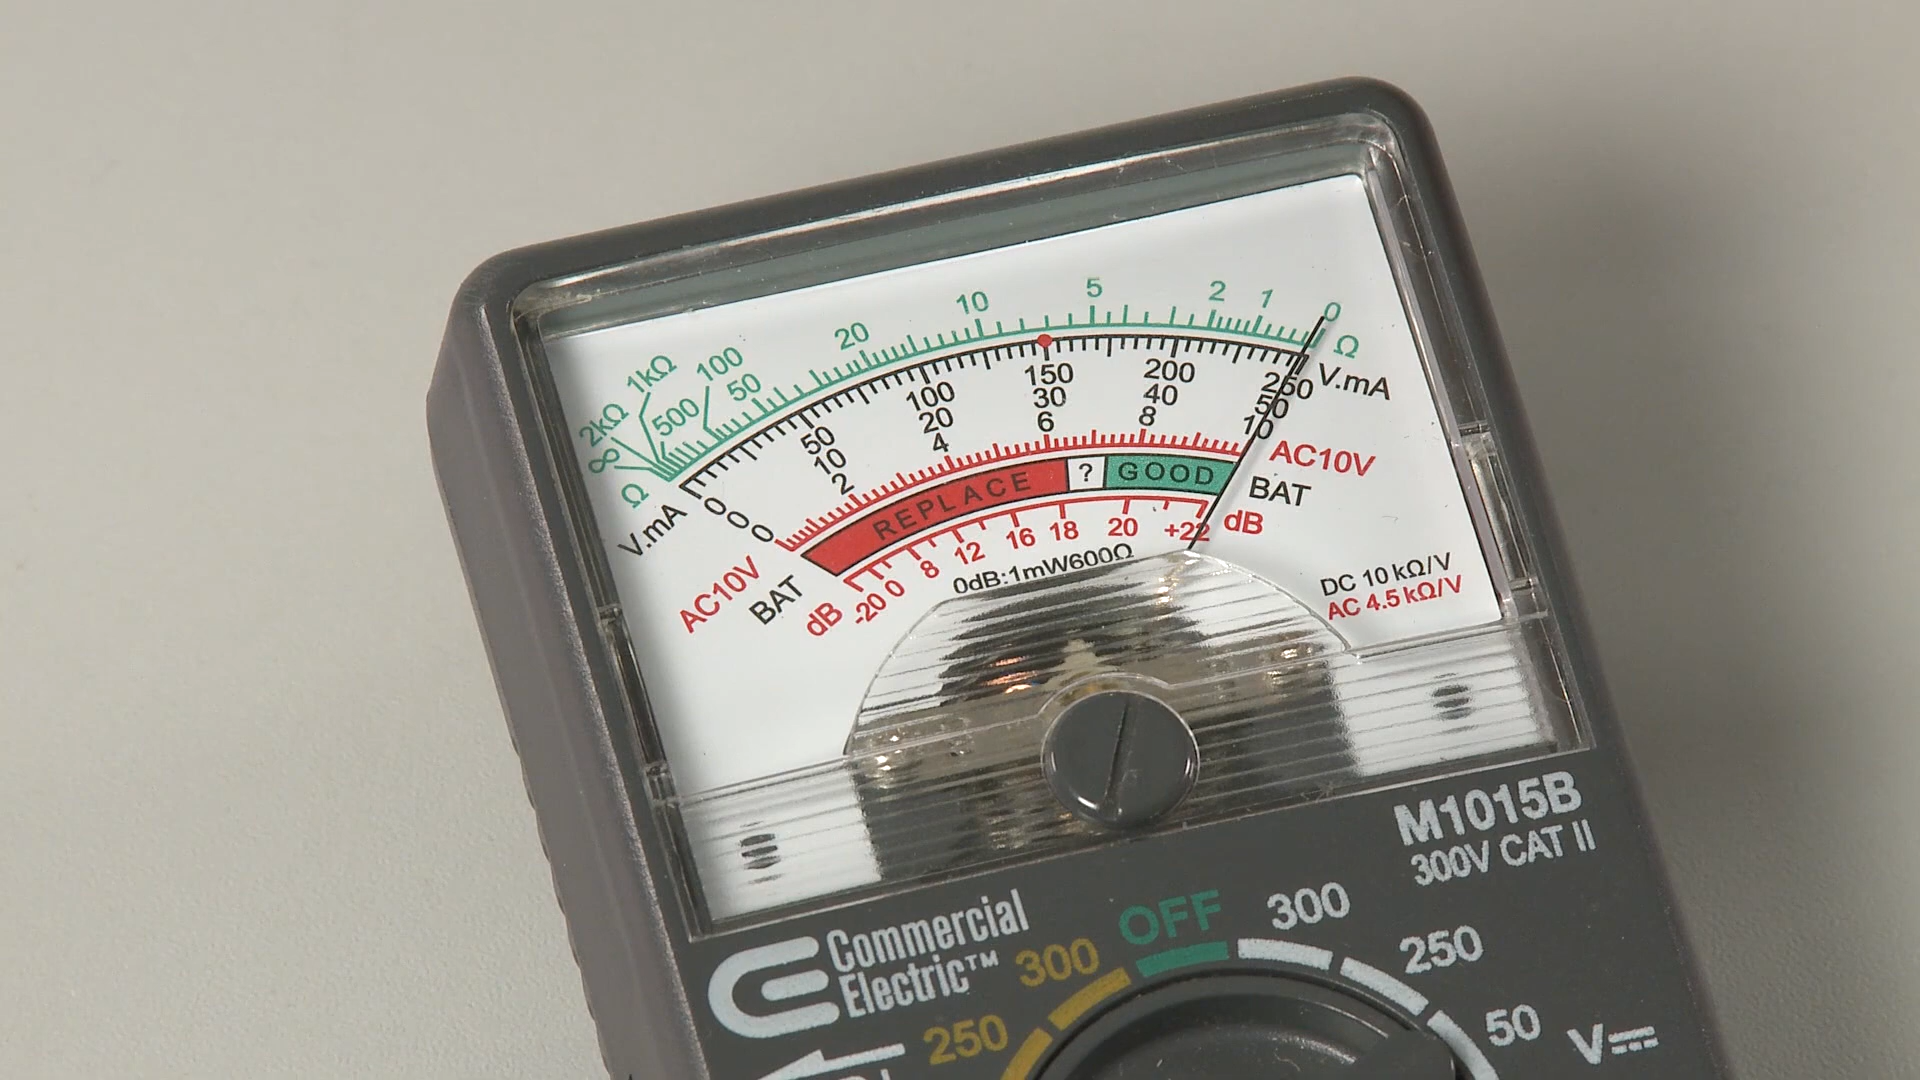 10 5 2 1 0
20 Ω
2kΩ 1kΩ 100
∞ 500 50
Ω
0 50 100 150 200 250 V.mA
0 10 20 30 40 50
0 2 4 6 8 10
V.mA
AC10V AC10V
BAT REPLACE ? GOOD BAT
dB -20 0 8 12 16 18 20 +22 dB
0dB:1mW600Ω
DC 10 kΩ/V
AC 4.5 kΩ/V
M1015B
300V CAT II
Commercial
Electric™
300 OFF 300
250 250
50 V